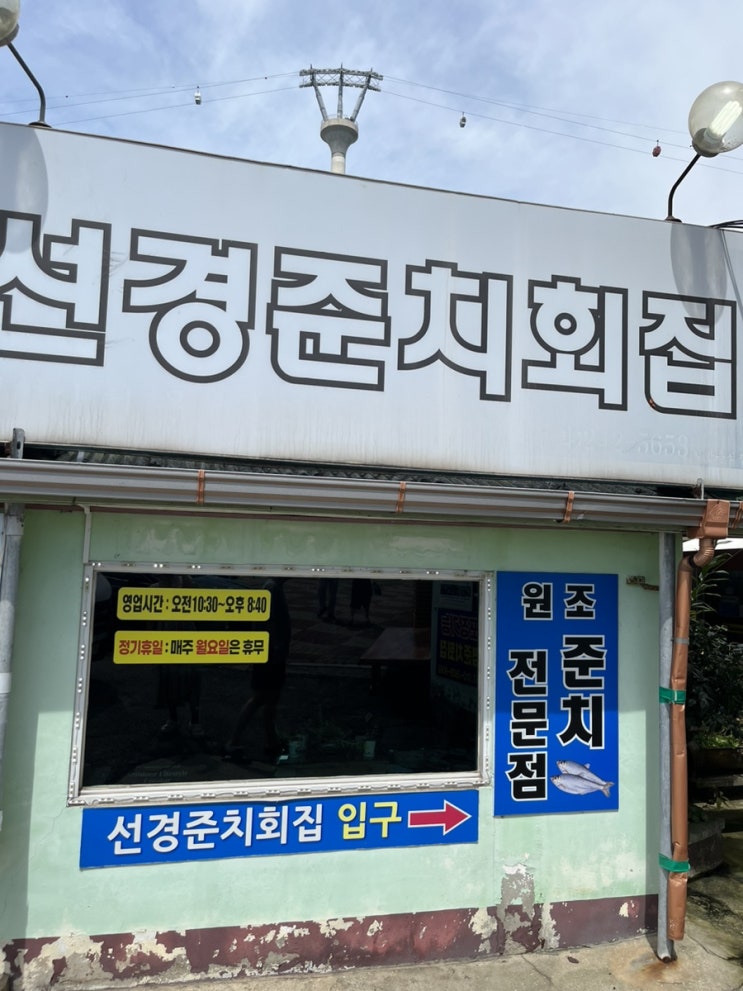 선경준치회집
영업시간 : 오전10:30~오후 8:40
정기휴일 : 매주 월요일은 휴무
원조
준치
전문점
선경준치회집 입구